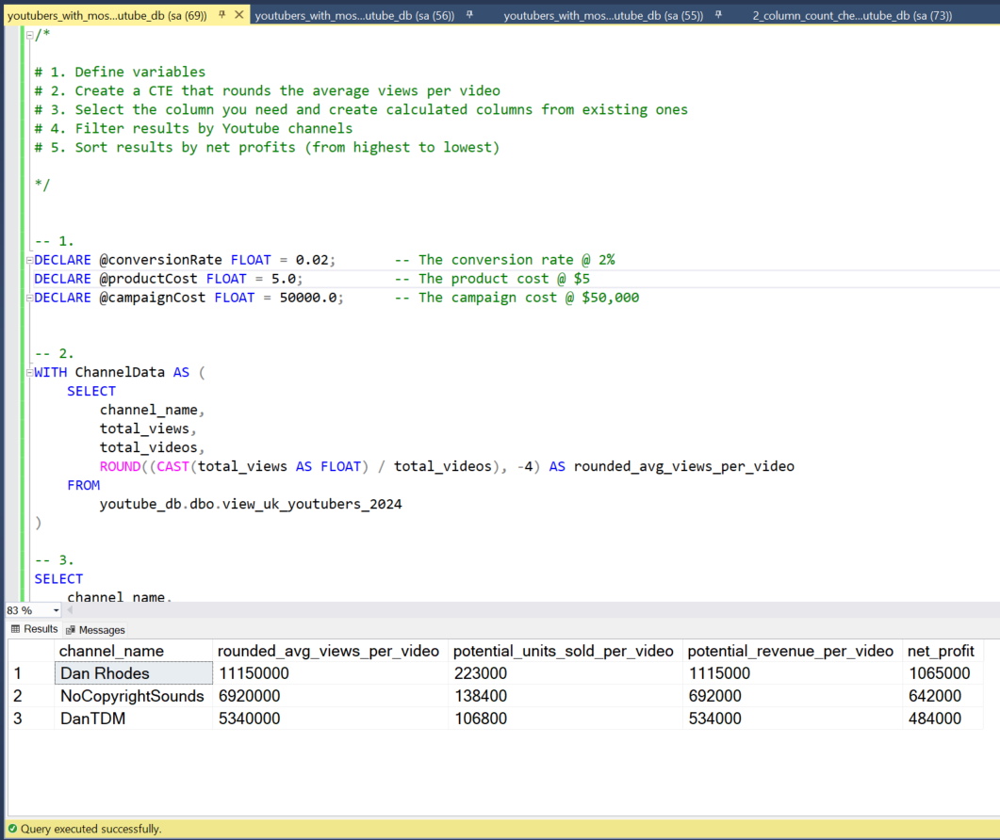 youtubers_with_mos...utube_db (sa (69)) youtubers_with_mos...utube_db (sa (56)) youtubers_with_mos...utube_db (sa (55)) 2_column_count_che...utube_db (sa (73))
/*
# 1. Define variables
# 2. Create a CTE that rounds the average views per video
# 3. Select the column you need and create calculated columns from existing ones
# 4. Filter results by Youtube channels
# 5. Sort results by net profits (from highest to lowest)
*/
-- 1.
DECLARE @conversionRate FLOAT = 0.02; -- The conversion rate @ 2%
DECLARE @productCost FLOAT = 5.0; -- The product cost @ $5
DECLARE @campaignCost FLOAT = 50000.0; -- The campaign cost @ $50,000
-- 2.
WITH ChannelData AS (
SELECT
channel_name,
total_views,
total_videos,
ROUND((CAST(total_views AS FLOAT) / total_videos), -4) AS rounded_avg_views_per_video
FROM
youtube_db.dbo.view_uk_youtubers_2024
)
-- 3.
SELECT
channel_name,
83 %
Results Messages
channel_name rounded_avg_views_per_video potential_units_sold_per_video potential_revenue_per_video net_profit
1 Dan Rhodes 11150000 223000 1115000 1065000
2 NoCopyrightSounds 6920000 138400 692000 642000
3 DanTDM 5340000 106800 534000 484000
Query executed successfully.